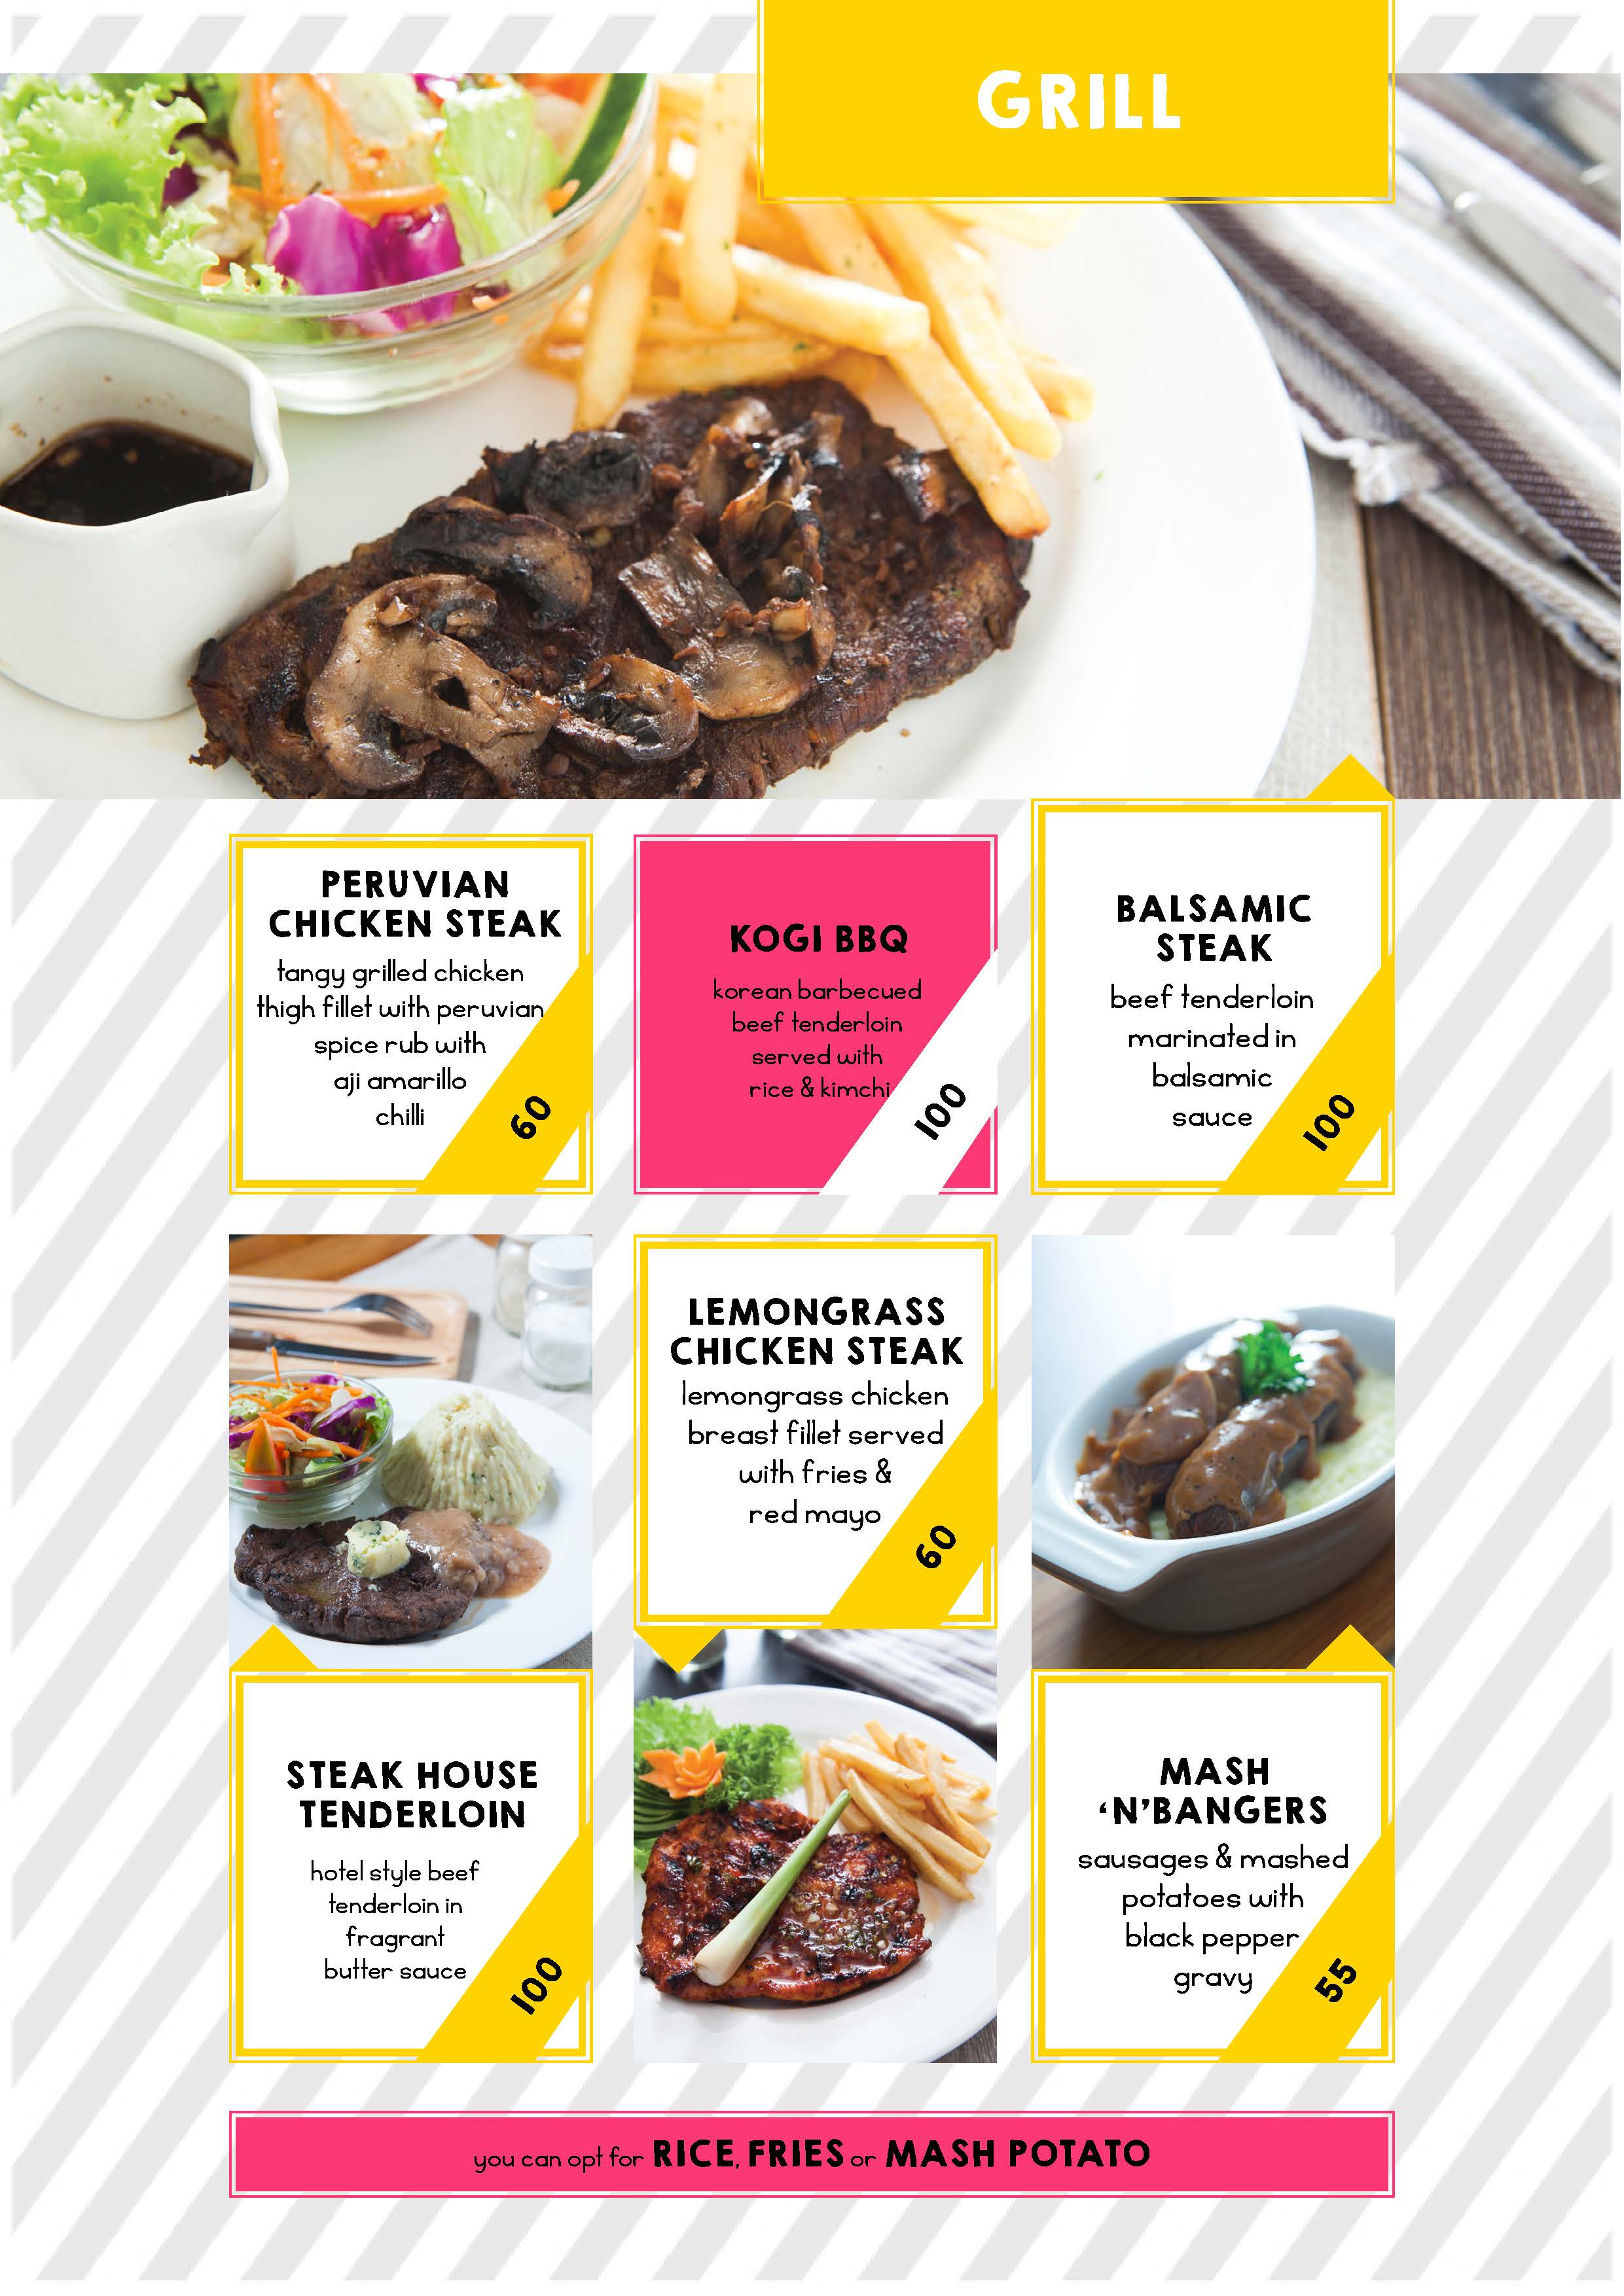 GRILL
PERUVIAN
CHICKEN STEAK
tangy grilled chicken
thigh fillet with peruvian
spice rub with
aji amarillo
chilli
60
KOGI BBQ
korean barbecued
beef tenderloin
served with
rice & kimchi
100
BALSAMIC
STEAK
beef tenderloin
marinated in
balsamic
sauce
100
LEMONGRASS
CHICKEN STEAK
lemongrass chicken
breast fillet served
with fries &
red mayo
60
STEAK HOUSE
TENDERLOIN
hotel style beef
tenderloin in
fragrant
butter sauce
100
MASH
‘N’BANGERS
sausages & mashed
potatoes with
black pepper
gravy
55
you can opt for RICE, FRIES or MASH POTATO